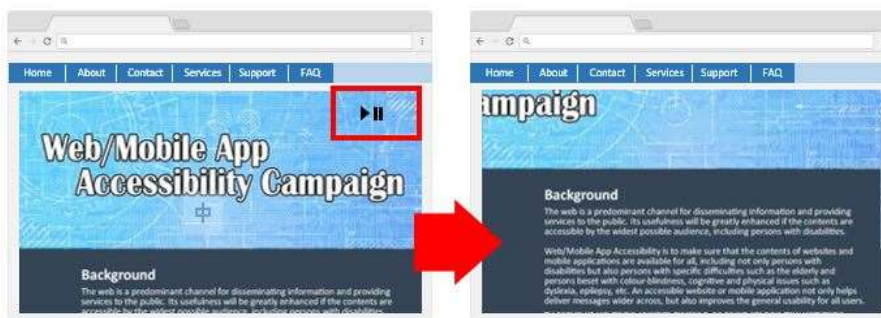 Home About Contact Services Support FAQ
Web/Mobile App
Accessibility Campaign
Background
The web is a predominant channel for disseminating information and providing
services to the public. Its usefulness will be greatly enhanced if the contents are
accessible by the widest possible audience, including persons with disabilities.
Home About Contact Services Support FAQ
ampaign
Background
The web is a predominant channel for disseminating information and providing
services to the public. Its usefulness will be greatly enhanced if the contents are
accessible by the widest possible audience, including persons with disabilities.
Web/Mobile App Accessibility is to make sure that the contents of websites and
mobile applications are available for all, including not only persons with
disabilities but also persons with specific difficulties such as the elderly and
persons beset with colour-blindness, cognitive and physical issues such as
dyslexia, epilepsy, etc. An accessible website or mobile application not only helps
deliver messages wider across, but also improves the general usability for all users.